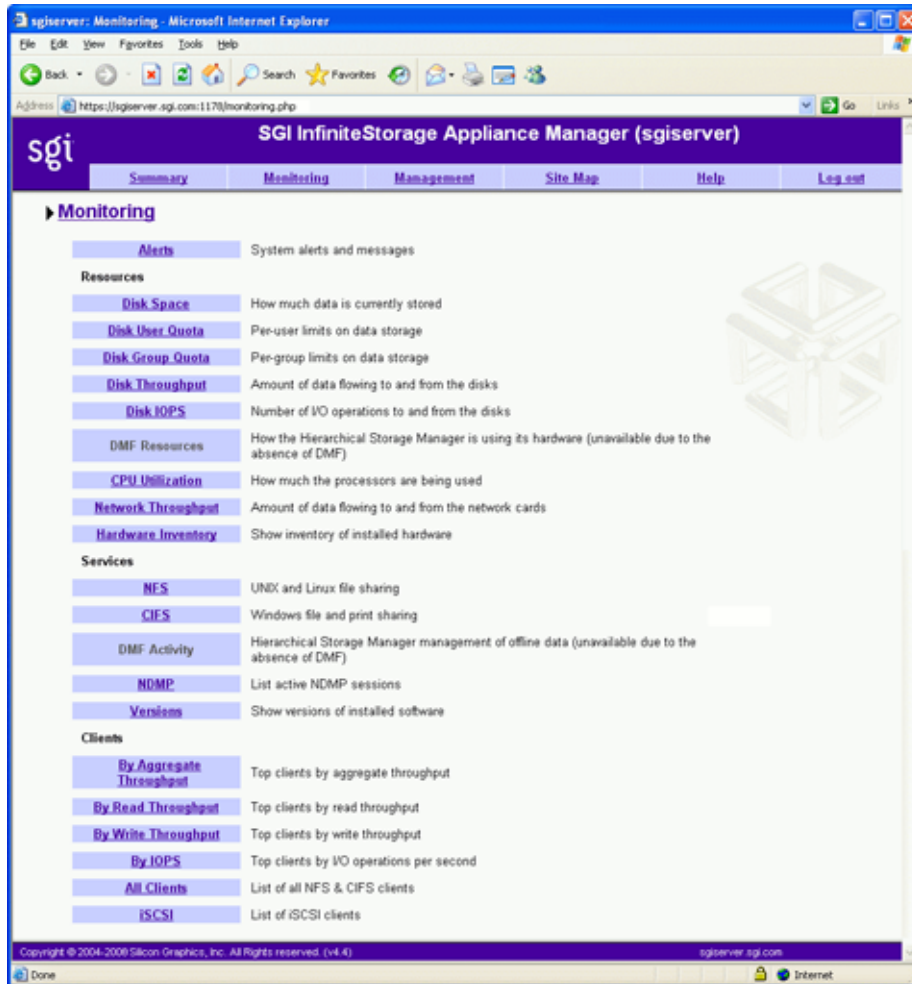 sgiserver: Monitoring - Microsoft Internet Explorer
File Edit View Favorites Tools Help
Back Search Favorites
Address https://sgiserver.sgi.com:1178/monitoring.php Go Links
sgi
SGI InfiniteStorage Appliance Manager (sgiserver)
Summary Monitoring Management Site Map Help Log out
Monitoring
Alerts System alerts and messages
Resources
Disk Space How much data is currently stored
Disk User Quota Per-user limits on data storage
Disk Group Quota Per-group limits on data storage
Disk Throughput Amount of data flowing to and from the disks
Disk IOPS Number of I/O operations to and from the disks
DMF Resources How the Hierarchical Storage Manager is using its hardware (unavailable due to the
absence of DMF)
CPU Utilization How much the processors are being used
Network Throughput Amount of data flowing to and from the network cards
Hardware Inventory Show inventory of installed hardware
Services
NFS UNIX and Linux file sharing
CIFS Windows file and print sharing
DMF Activity Hierarchical Storage Manager management of offline data (unavailable due to the
absence of DMF)
NDMP List active NDMP sessions
Versions Show versions of installed software
Clients
By Aggregate
Throughput Top clients by aggregate throughput
By Read Throughput Top clients by read throughput
By Write Throughput Top clients by write throughput
By IOPS Top clients by I/O operations per second
All Clients List of all NFS & CIFS clients
iSCSI List of iSCSI clients
Copyright © 2004-2008 Silicon Graphics, Inc. All Rights reserved. (v4.4) sgiserver.sgi.com
Done Internet